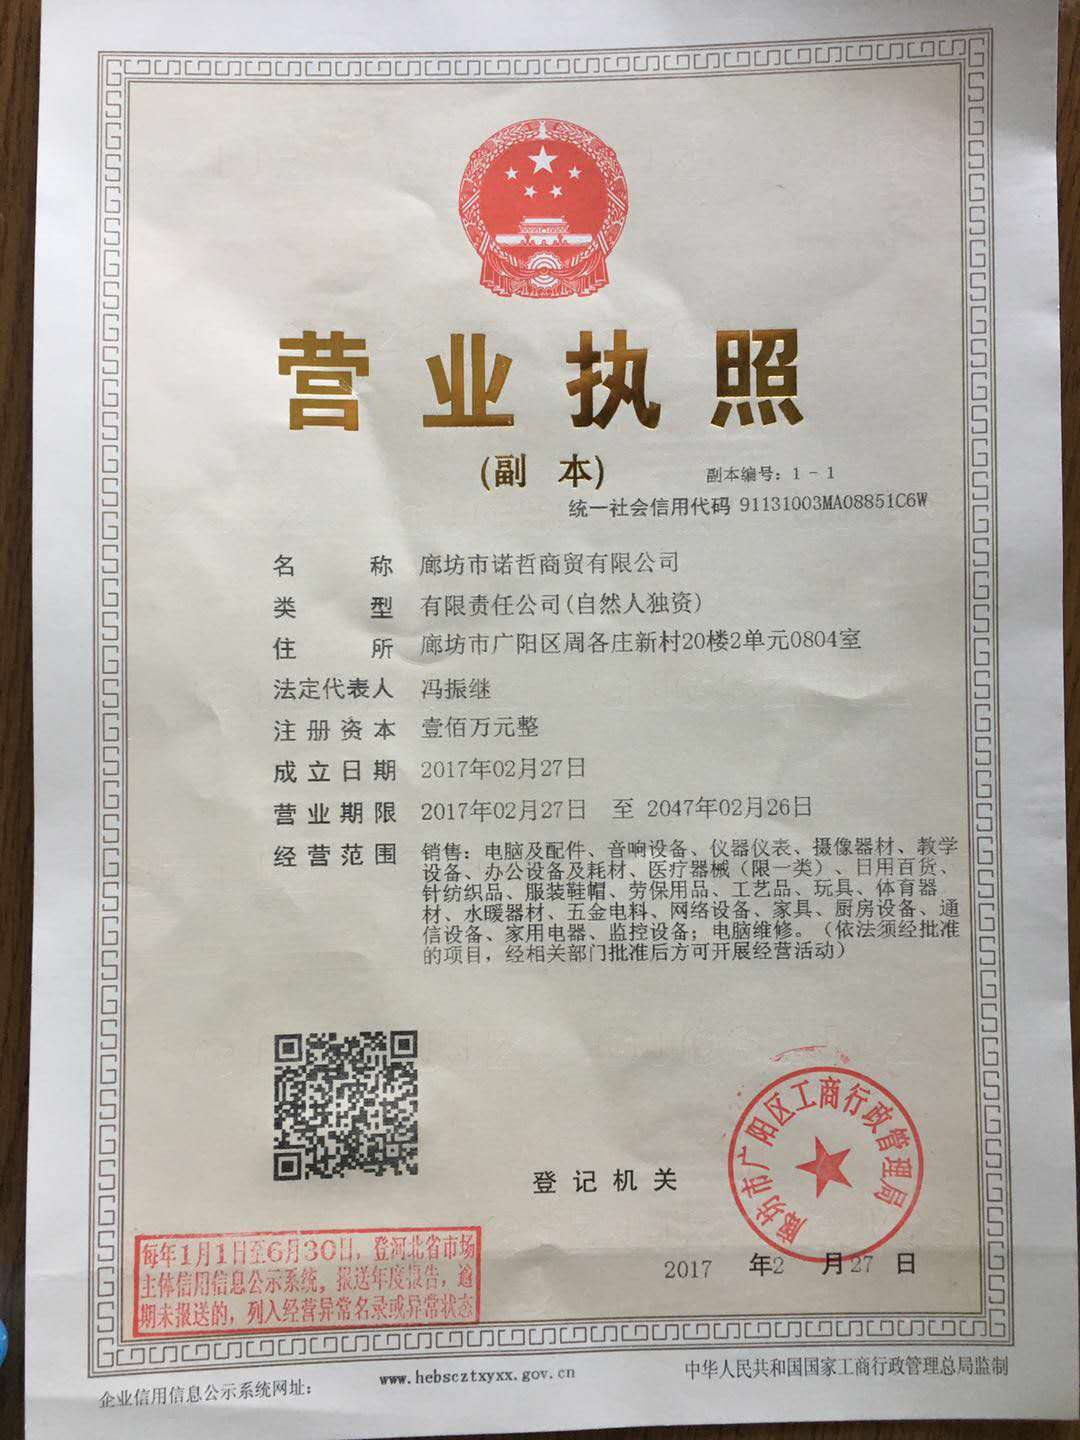 营业执照
(副 本)
副本编号：1-1
统一社会信用代码 91131003MA08851C6W
名称 廊坊市诺哲商贸有限公司
类型 有限责任公司(自然人独资)
住所 廊坊市广阳区周各庄新村20楼2单元0804室
法定代表人 冯振继
注册资本 壹佰万元整
成立日期 2017年02月27日
营业期限 2017年02月27日 至 2047年02月26日
经营范围 销售：电脑及配件、音响设备、仪器仪表、摄像器材、教学
设备、办公设备及耗材、医疗器械（限一类）、日用百货、
针纺织品、服装鞋帽、劳保用品、工艺品、玩具、体育器
材、水暖器材、五金电料、网络设备、家具、厨房设备、通
信设备、家用电器、监控设备；电脑维修。（依法须经批准
的项目，经相关部门批准后方可开展经营活动）
廊坊市广阳区工商行政管理局
登记机关
2017 年2 月27 日
每年1月1日至6月30日，登河北省市场
主体信用信息公示系统，报送年度报告，逾
期未报送的，列入经营异常名录或异常状态
企业信用信息公示系统网址： www.hebscztxyxx.gov.cn 中华人民共和国国家工商行政管理总局监制